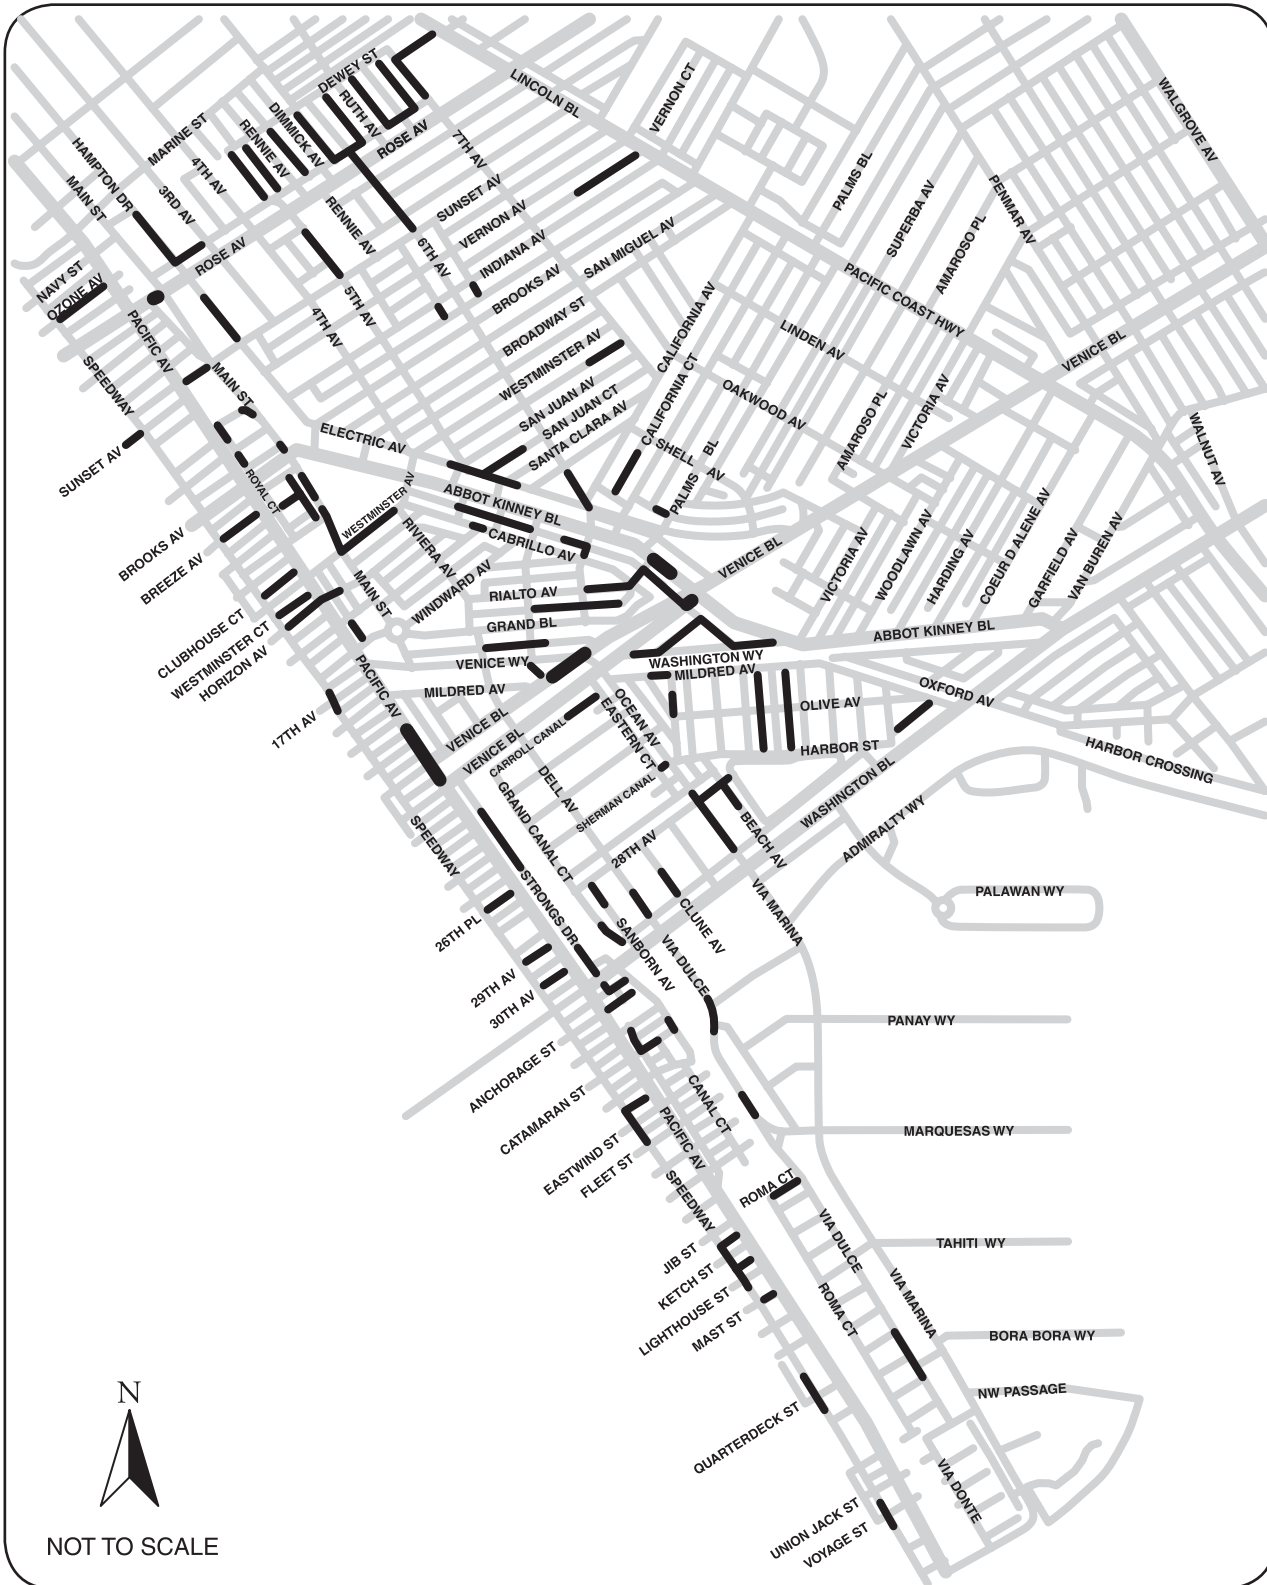 DEWEY ST
LINCOLN BL
VERNON CT
WALGROVE AV
MARINE ST
HAMPTON DR
MAIN ST
4TH AV
3RD AV
RENNIE AV
DIMMICK AV
RUTH AV
ROSE AV
7TH AV
SUNSET AV
VERNON AV
INDIANA AV
BROOKS AV
SAN MIGUEL AV
PALMS BL
SUPERBA AV
AMAROSO PL
PENMAR AV
ROSE AV
RENNIE AV
6TH AV
5TH AV
4TH AV
NAVY ST
OZONE AV
PACIFIC AV
SPEEDWAY
MAIN ST
BROADWAY ST
WESTMINSTER AV
SAN JUAN AV
SAN JUAN CT
SANTA CLARA AV
CALIFORNIA AV
CALIFORNIA CT
PACIFIC COAST HWY
LINDEN AV
OAKWOOD AV
VENICE BL
AMAROSO PL
VICTORIA AV
WALNUT AV
SHELL AV
PALMS BL
SUNSET AV
ELECTRIC AV
ROYAL CT
WESTMINSTER AV
ABBOT KINNEY BL
CABRILLO AV
RIVIERA AV
WINDWARD AV
BROOKS AV
BREEZE AV
MAIN ST
RIALTO AV
GRAND BL
VENICE WY
MILDRED AV
VENICE BL
VICTORIA AV
WOODLAWN AV
HARDING AV
COEUR D ALENE AV
GARFIELD AV
VAN BUREN AV
CLUBHOUSE CT
WESTMINSTER CT
HORIZON AV
17TH AV
PACIFIC AV
ABBOT KINNEY BL
WASHINGTON WY
MILDRED AV
OXFORD AV
OLIVE AV
HARBOR ST
HARBOR CROSSING
VENICE BL
VENICE BL
CARROLL CANAL
OCEAN AV
EASTERN CT
GRAND CANAL CT
DELL AV
SHERMAN CANAL
28TH AV
BEACH AV
WASHINGTON BL
ADMIRALTY WY
SPEEDWAY
STRONGS DR
SANBORN AV
CLUNE AV
VIA DULCE
VIA MARINA
PALAWAN WY
26TH PL
29TH AV
30TH AV
ANCHORAGE ST
CATAMARAN ST
EASTWIND ST
FLEET ST
PANAY WY
CANAL CT
PACIFIC AV
MARQUESAS WY
SPEEDWAY
ROMA CT
VIA DULCE
TAHITI WY
JIB ST
KETCH ST
LIGHTHOUSE ST
MAST ST
ROMA CT
VIA MARINA
BORA BORA WY
NW PASSAGE
QUARTERDECK ST
VIA DONTE
UNION JACK ST
VOYAGE ST
N
NOT TO SCALE